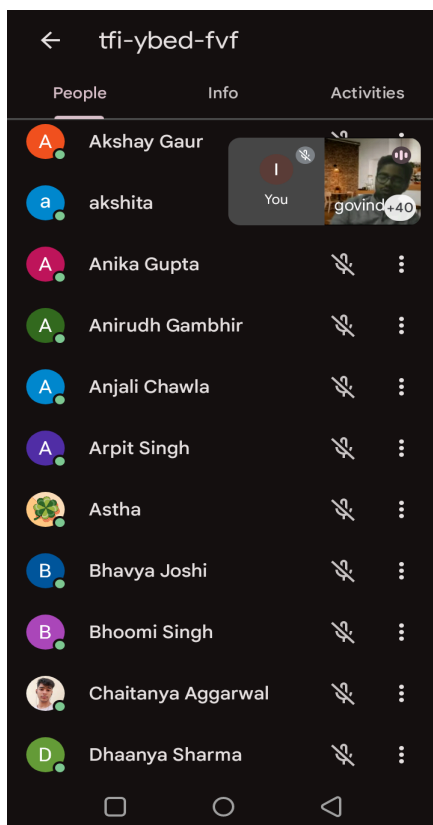 tfi-ybed-fvf
People Info Activities
A Akshay Gaur
I
You
govind +40
a akshita
A Anika Gupta
A Anirudh Gambhir
A Anjali Chawla
A Arpit Singh
Astha
B Bhavya Joshi
B Bhoomi Singh
Chaitanya Aggarwal
D Dhaanya Sharma